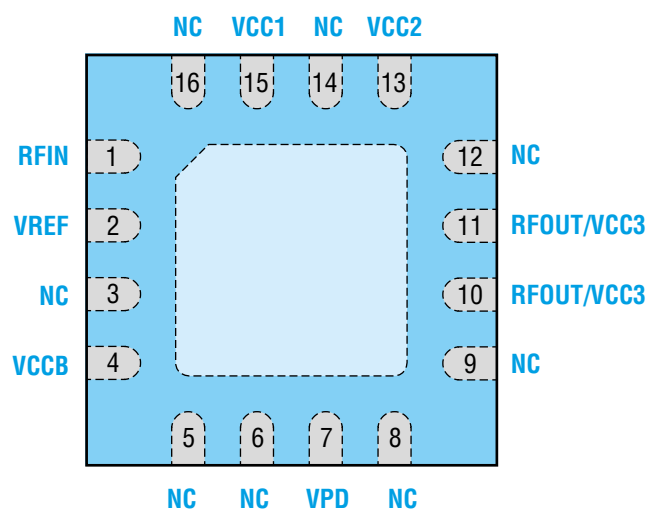 NC VCC1 NC VCC2
16 15 14 13
RFIN 1 12 NC
VREF 2 11 RFOUT/VCC3
NC 3 10 RFOUT/VCC3
VCCB 4 9 NC
5 6 7 8
NC NC VPD NC